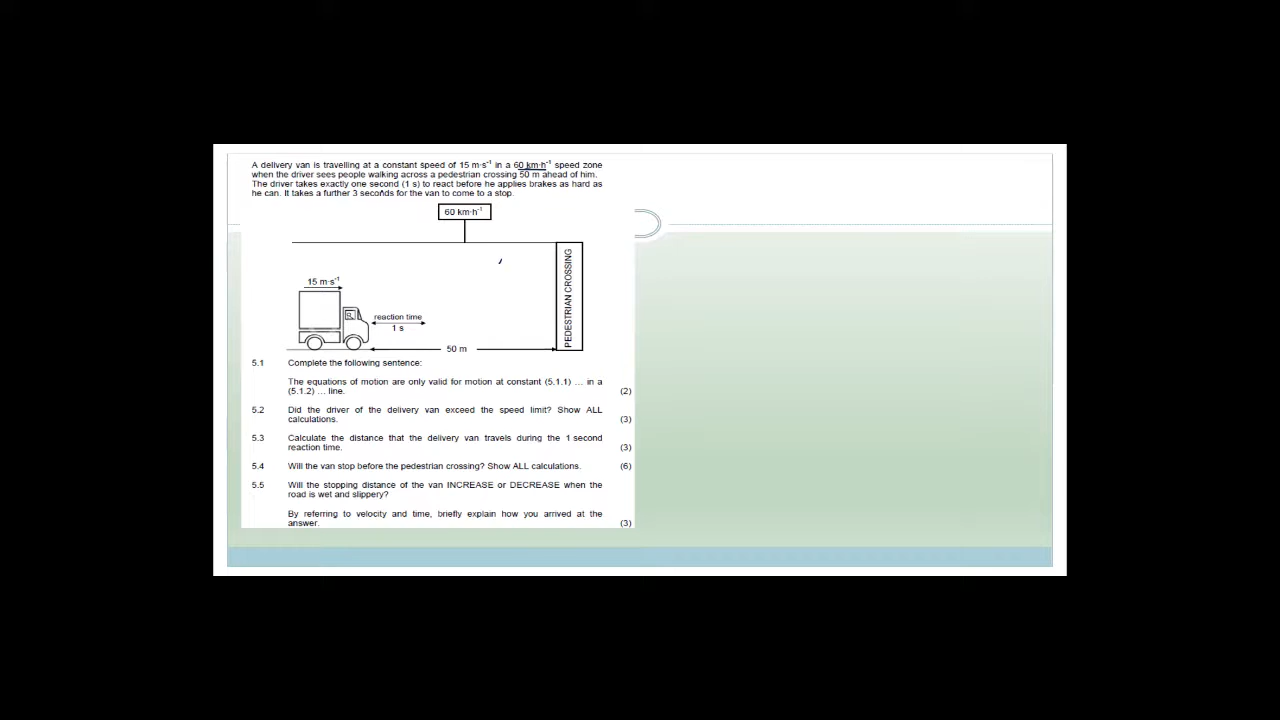 A delivery van is travelling at a constant speed of 15 m·s⁻¹ in a 60 km·h⁻¹ speed zone
when the driver sees people walking across a pedestrian crossing 50 m ahead of him.
The driver takes exactly one second (1 s) to react before he applies brakes as hard as
he can. It takes a further 3 seconds for the van to come to a stop.
60 km·h⁻¹
PEDESTRIAN CROSSING
15 m·s⁻¹
reaction time
1 s
50 m
5.1 Complete the following sentence:
The equations of motion are only valid for motion at constant (5.1.1) ... in a
(5.1.2) ... line. (2)
5.2 Did the driver of the delivery van exceed the speed limit? Show ALL
calculations. (3)
5.3 Calculate the distance that the delivery van travels during the 1 second
reaction time. (3)
5.4 Will the van stop before the pedestrian crossing? Show ALL calculations. (6)
5.5 Will the stopping distance of the van INCREASE or DECREASE when the
road is wet and slippery?
By referring to velocity and time, briefly explain how you arrived at the
answer. (3)